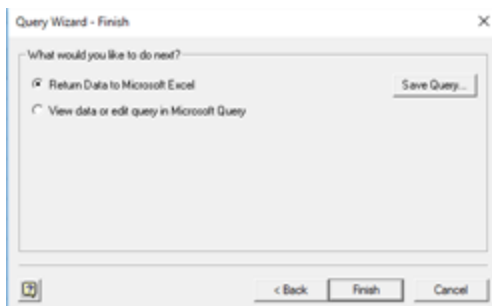 Query Wizard - Finish
What would you like to do next?
Return Data to Microsoft Excel
Save Query...
View data or edit query in Microsoft Query
< Back
Finish
Cancel